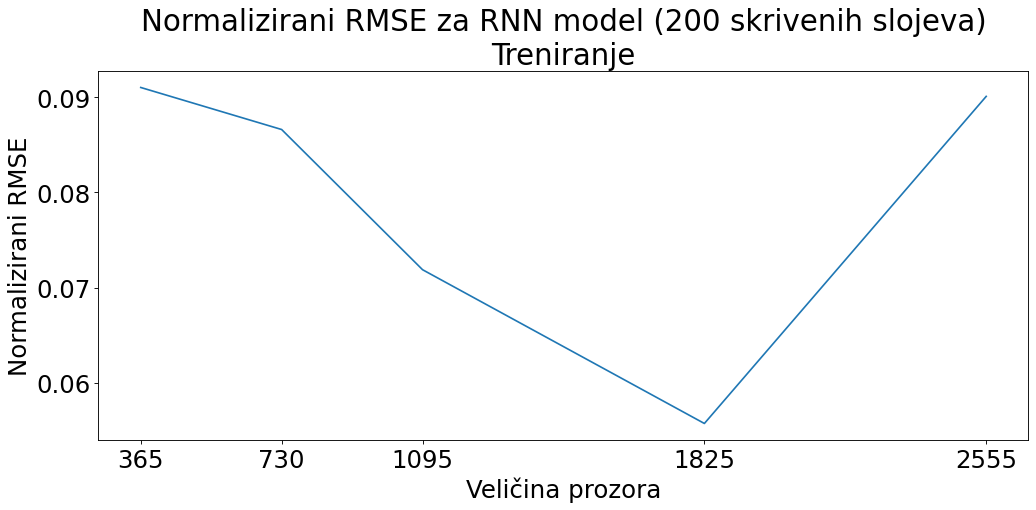 Normalizirani RMSE za RNN model (200 skrivenih slojeva)
Treniranje
Normalizirani RMSE
0.09
0.08
0.07
0.06
365 730 1095 1825 2555
Veličina prozora